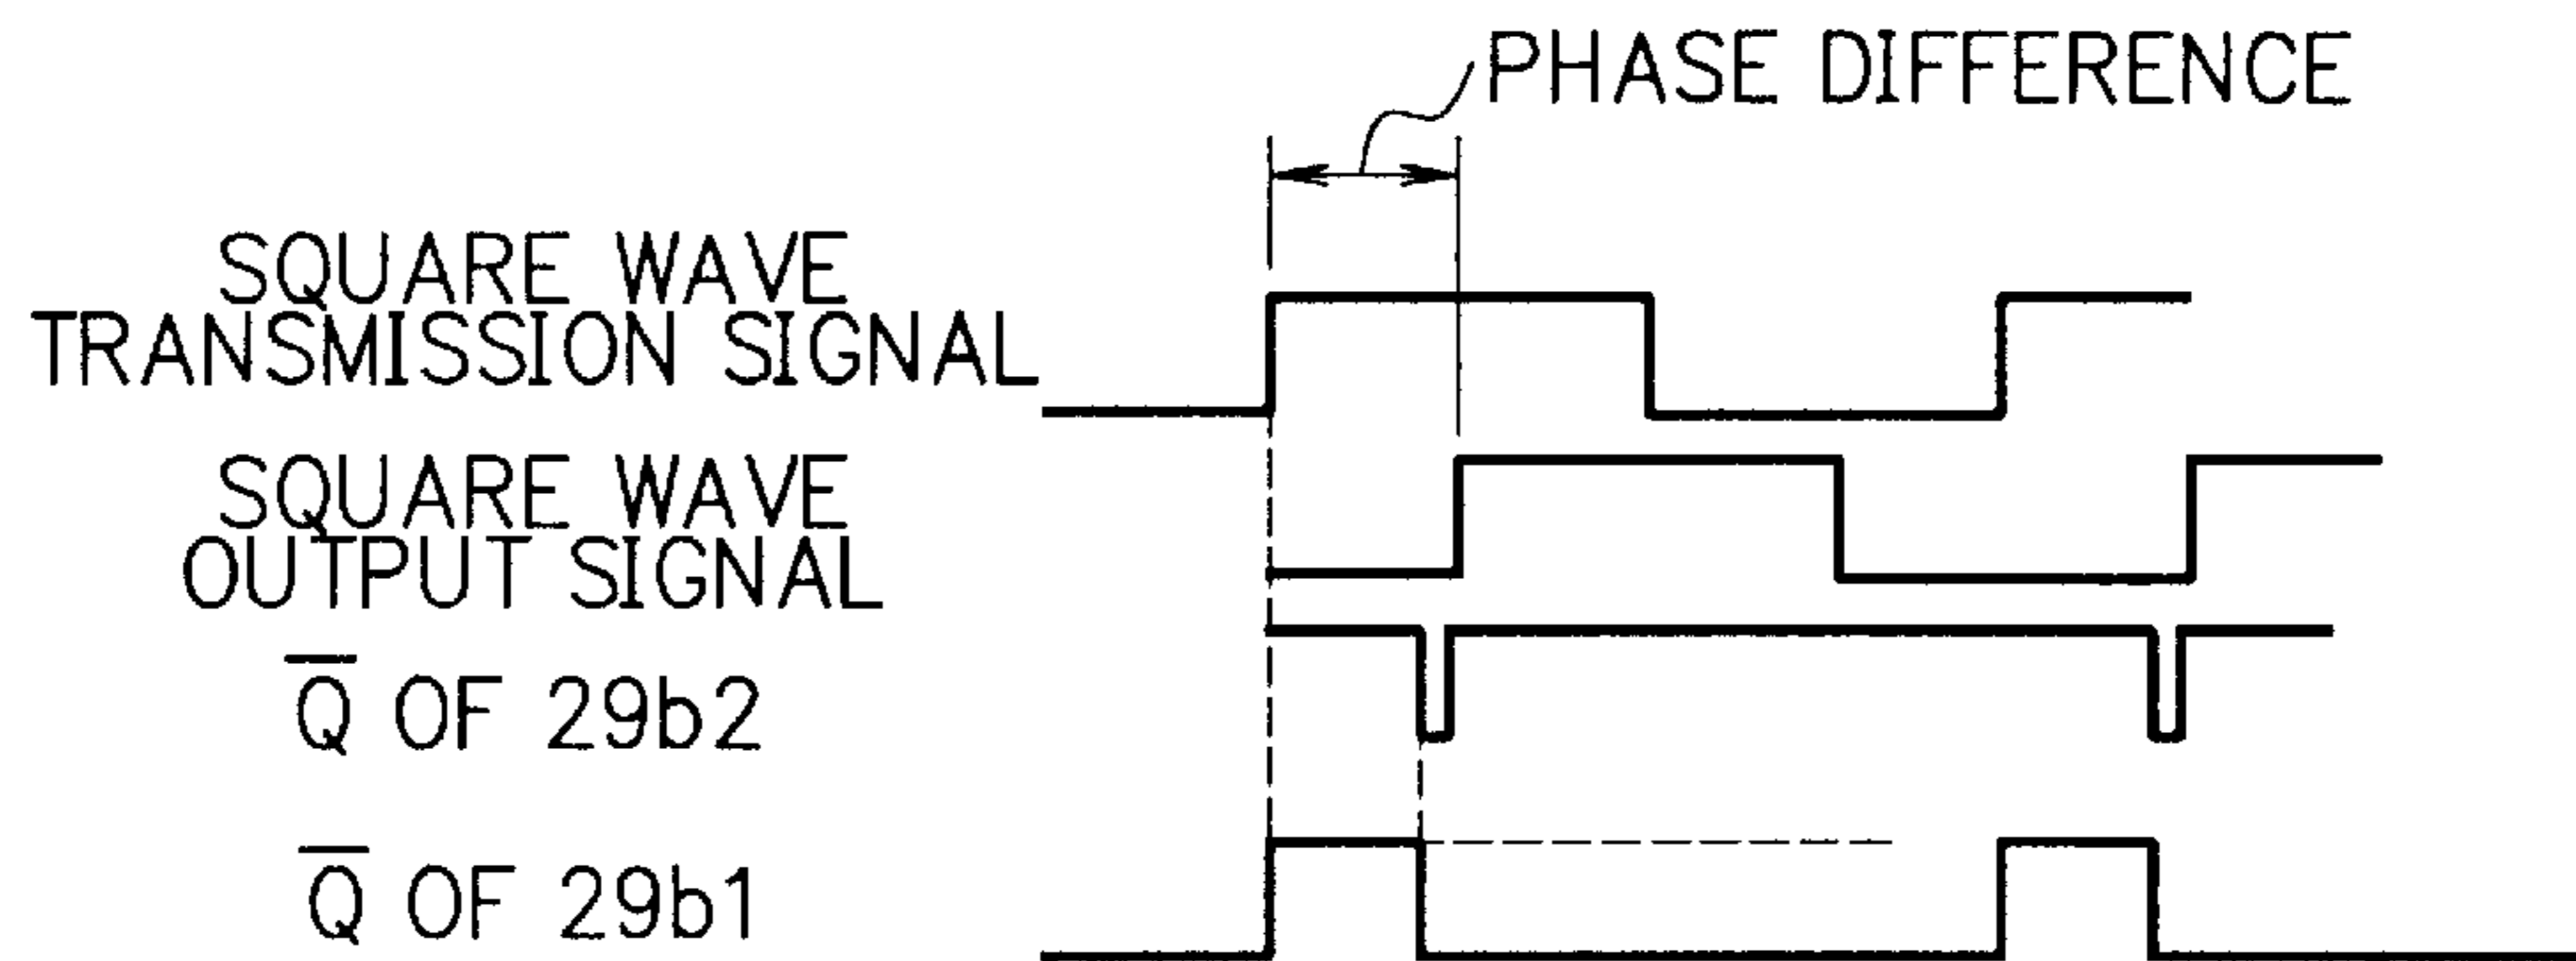 PHASE DIFFERENCE
SQUARE WAVE
TRANSMISSION SIGNAL
SQUARE WAVE
OUTPUT SIGNAL
Q̅ OF 29b2
Q̅ OF 29b1